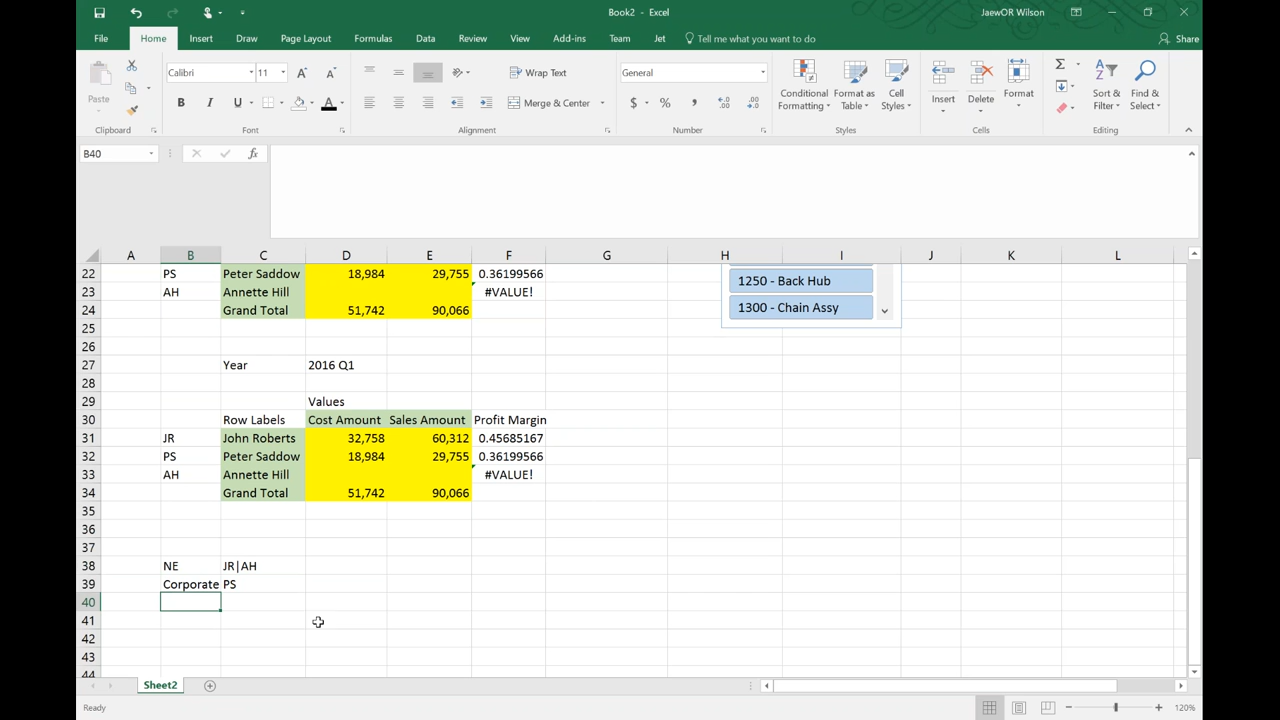 Book2 - Excel
JaewOR Wilson
File Home Insert Draw Page Layout Formulas Data Review View Add-ins Team Jet Tell me what you want to do Share
Paste
Calibri 11
B I U A
Wrap Text
Merge & Center
General
$ % ,
Conditional Formatting
Format as Table
Cell Styles
Insert
Delete
Format
Sort & Filter
Find & Select
Clipboard Font Alignment Number Styles Cells Editing
B40 fx
A B C D E F G H I J K L
22 PS Peter Saddow 18,984 29,755 0.36199566
1250 - Back Hub
23 AH Annette Hill #VALUE!
24 Grand Total 51,742 90,066
1300 - Chain Assy
25
26
27 Year 2016 Q1
28
29 Values
30 Row Labels Cost Amount Sales Amount Profit Margin
31 JR John Roberts 32,758 60,312 0.45685167
32 PS Peter Saddow 18,984 29,755 0.36199566
33 AH Annette Hill #VALUE!
34 Grand Total 51,742 90,066
35
36
37
38 NE JR|AH
39 Corporate PS
40
41
42
43
44
Sheet2
Ready 120%